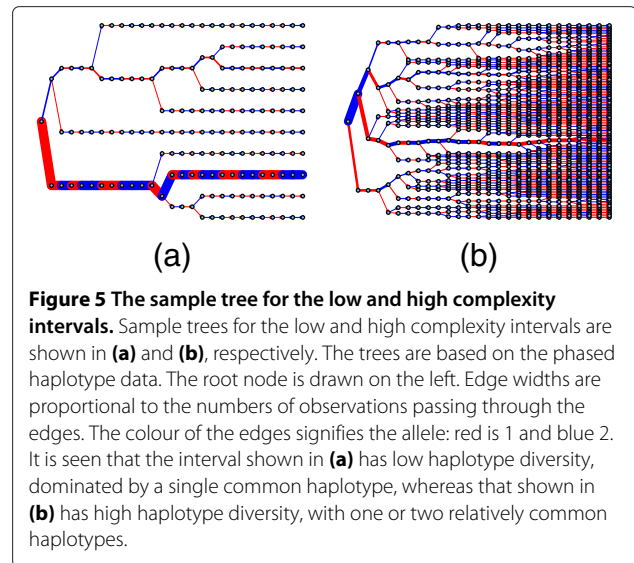 (a)
(b)
Figure 5 The sample tree for the low and high complexity
intervals. Sample trees for the low and high complexity intervals are
shown in (a) and (b), respectively. The trees are based on the phased
haplotype data. The root node is drawn on the left. Edge widths are
proportional to the numbers of observations passing through the
edges. The colour of the edges signifies the allele: red is 1 and blue 2.
It is seen that the interval shown in (a) has low haplotype diversity,
dominated by a single common haplotype, whereas that shown in
(b) has high haplotype diversity, with one or two relatively common
haplotypes.